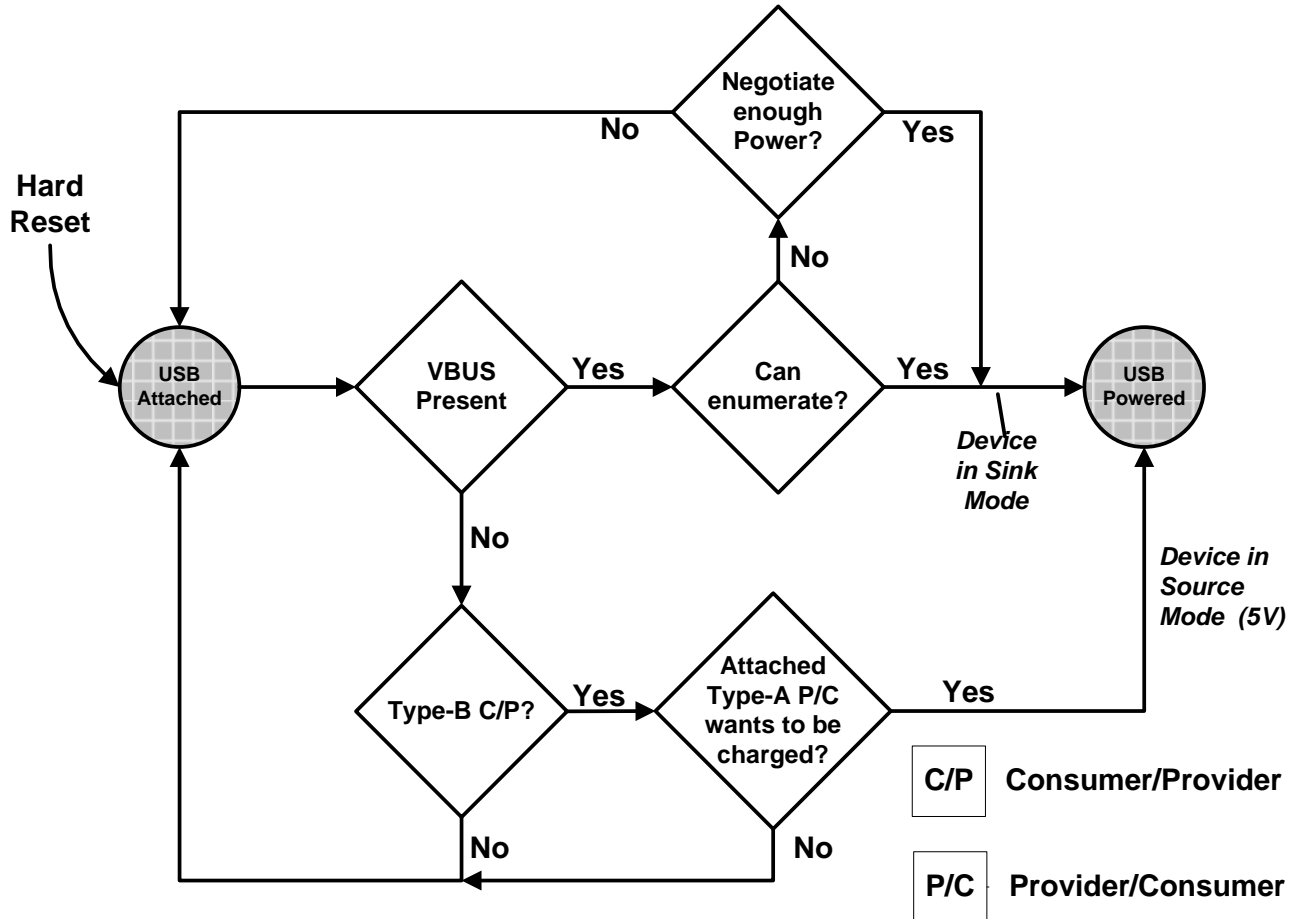 Negotiate
enough
Power?
No
Yes
Hard
Reset
No
USB
Attached
VBUS
Present
Yes
Can
enumerate?
Yes
USB
Powered
Device
in Sink
Mode
No
Device in
Source
Mode (5V)
Type-B C/P?
Yes
Attached
Type-A P/C
wants to be
charged?
Yes
No
No
C/P Consumer/Provider
P/C Provider/Consumer